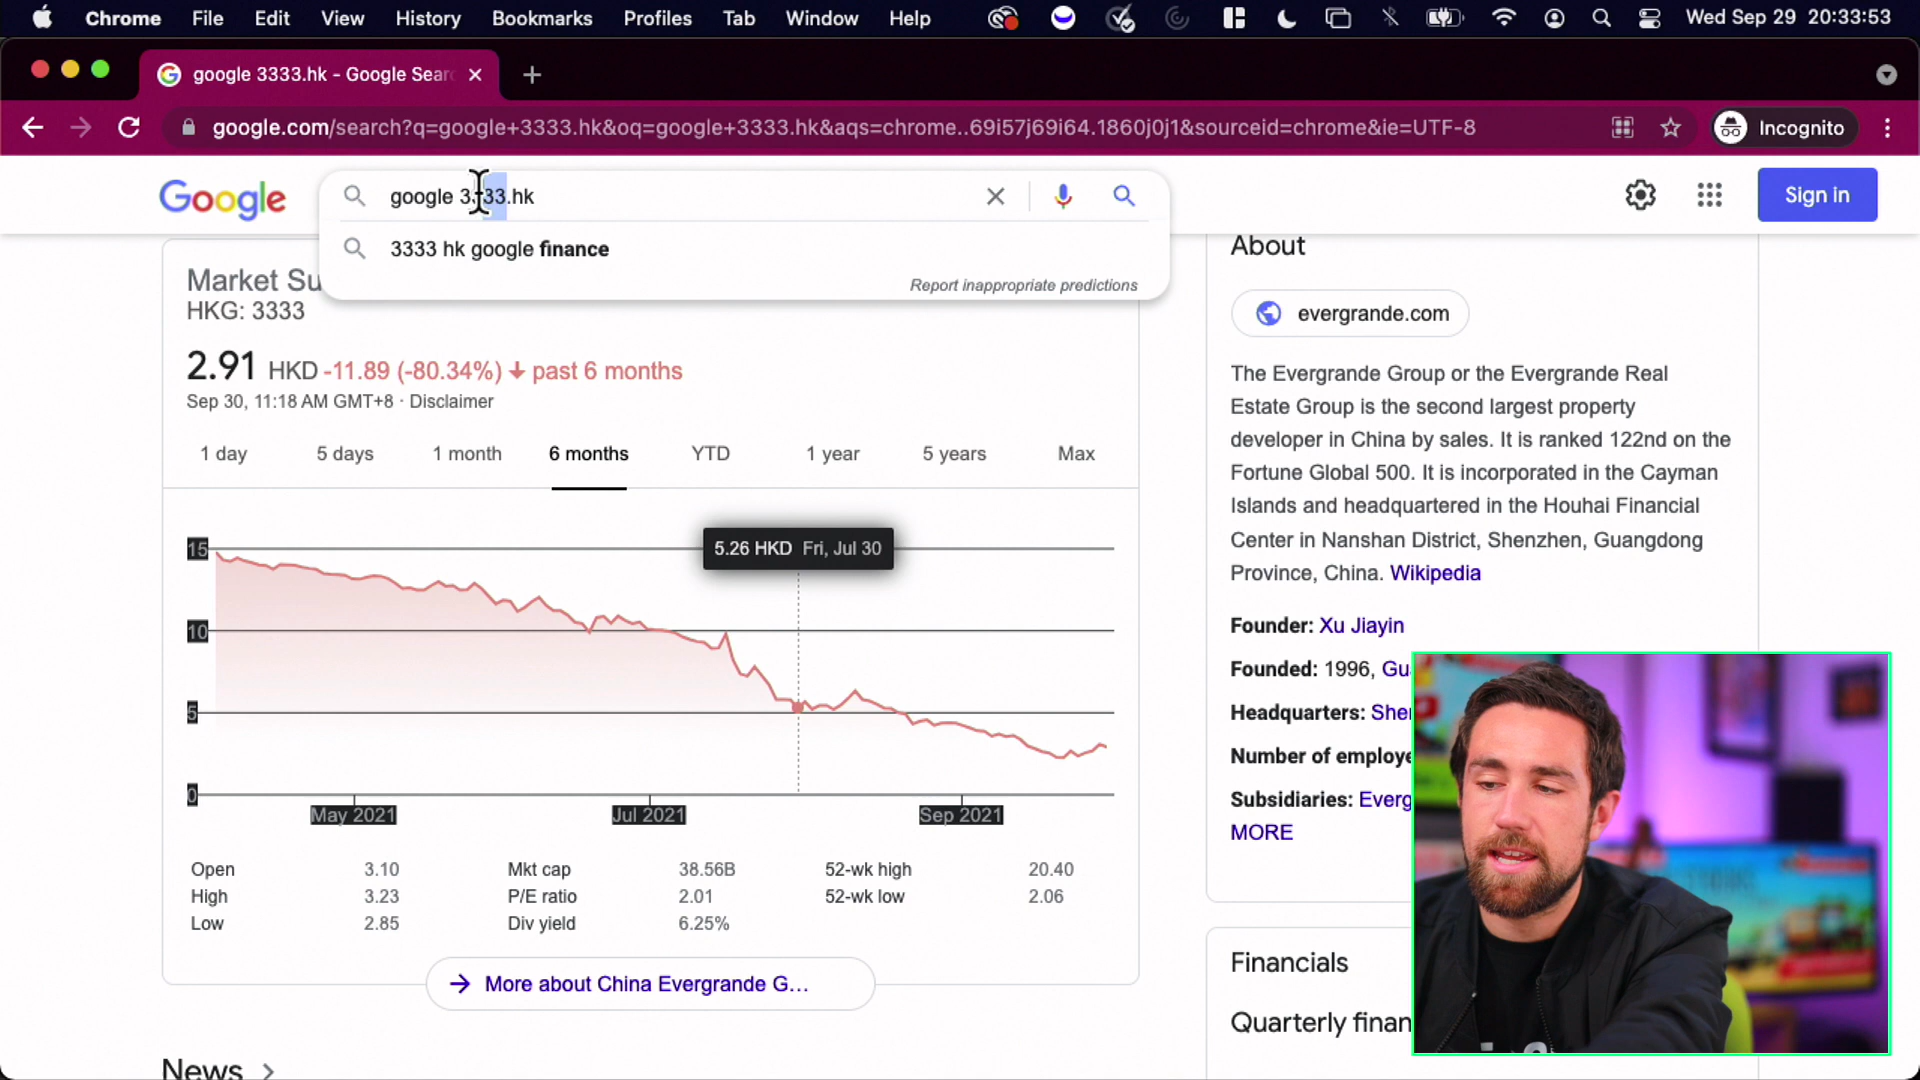 Chrome File Edit View History Bookmarks Profiles Tab Window Help Wed Sep 29 20:33:53
google 3333.hk - Google Sear
google.com/search?q=google+3333.hk&oq=google+3333.hk&aqs=chrome..69i57j69i64.1860j0j1&sourceid=chrome&ie=UTF-8 Incognito
Google google 3333.hk Sign in
3333 hk google finance
Report inappropriate predictions
Market Su
HKG: 3333
2.91 HKD -11.89 (-80.34%) ↓ past 6 months
Sep 30, 11:18 AM GMT+8 · Disclaimer
1 day 5 days 1 month 6 months YTD 1 year 5 years Max
5.26 HKD Fri, Jul 30
15
10
5
0
May 2021 Jul 2021 Sep 2021
Open 3.10 Mkt cap 38.56B 52-wk high 20.40
High 3.23 P/E ratio 2.01 52-wk low 2.06
Low 2.85 Div yield 6.25%
→ More about China Evergrande G...
News >
About
evergrande.com
The Evergrande Group or the Evergrande Real
Estate Group is the second largest property
developer in China by sales. It is ranked 122nd on the
Fortune Global 500. It is incorporated in the Cayman
Islands and headquartered in the Houhai Financial
Center in Nanshan District, Shenzhen, Guangdong
Province, China. Wikipedia
Founder: Xu Jiayin
Founded: 1996, Gu
Headquarters: She
Number of employe
Subsidiaries: Everg
MORE
Financials
Quarterly finan